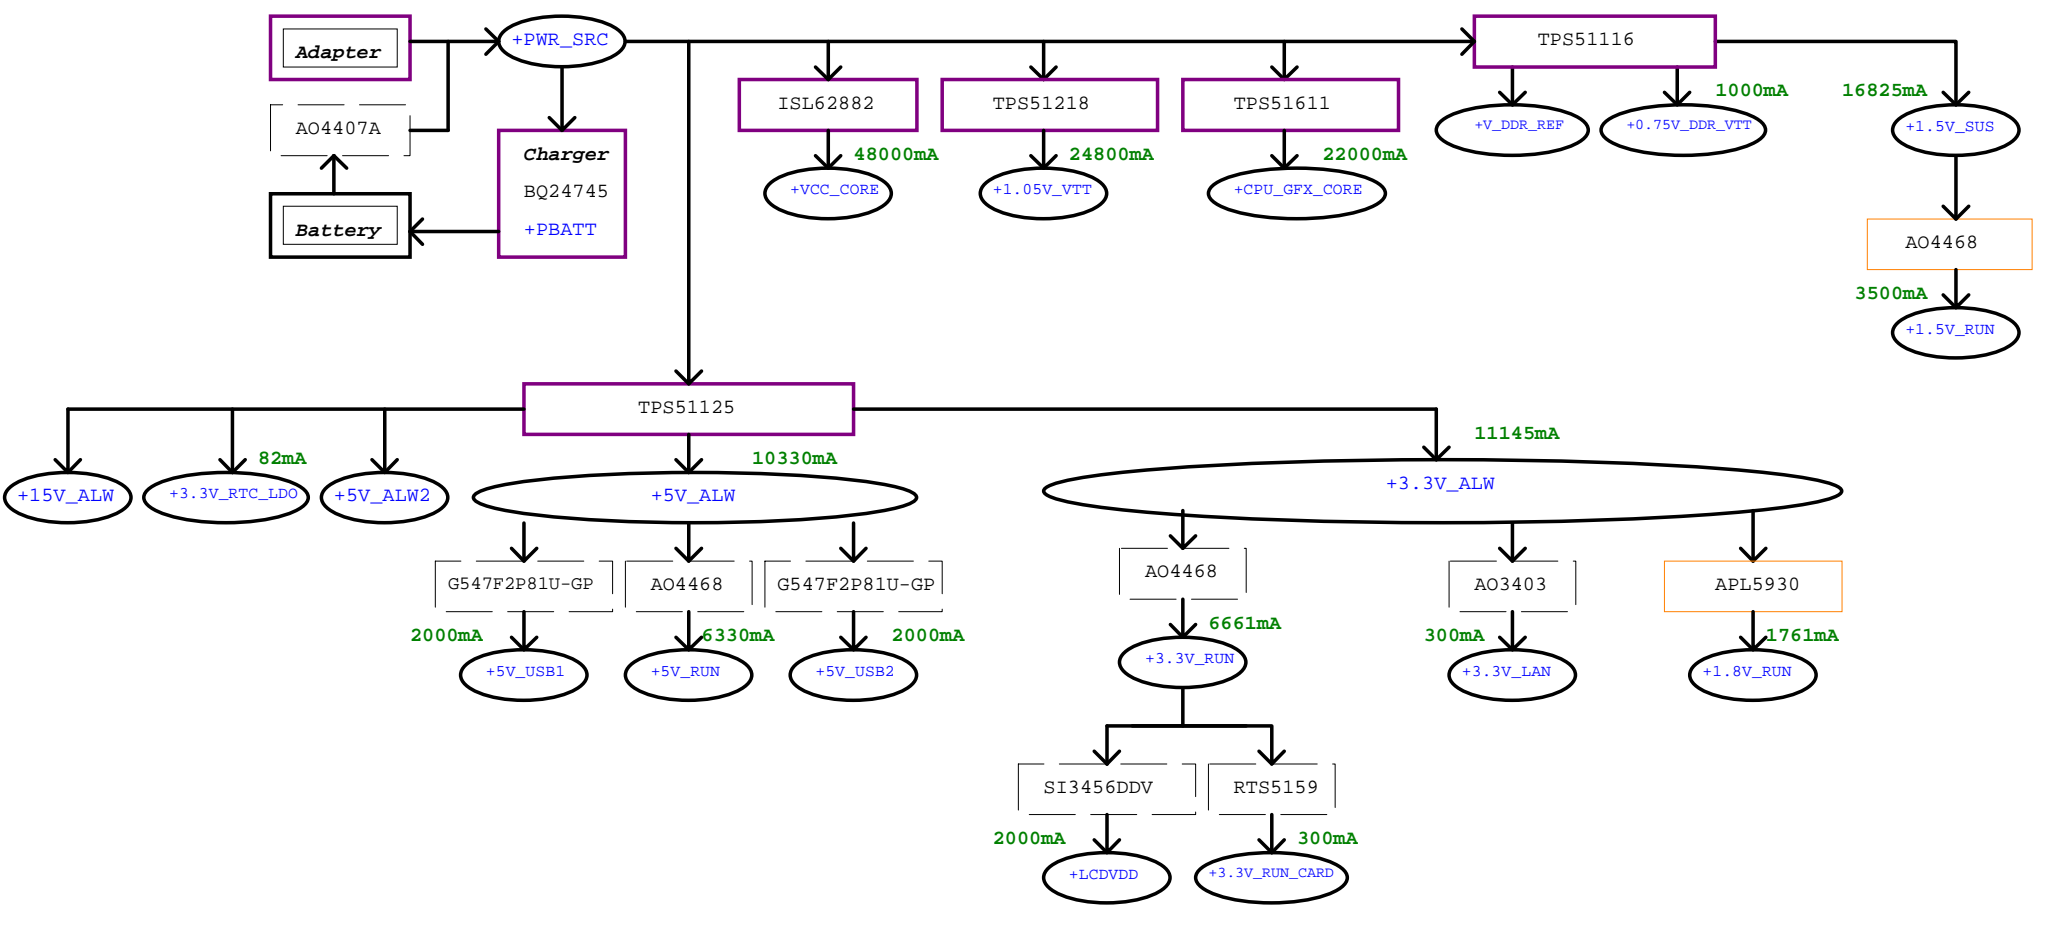 Adapter
+PWR_SRC
TPS51116
AO4407A
ISL62882
TPS51218
TPS51611
1000mA
16825mA
+V_DDR_REF
+0.75V_DDR_VTT
+1.5V_SUS
Charger
BQ24745
+PBATT
Battery
48000mA
24800mA
22000mA
+VCC_CORE
+1.05V_VTT
+CPU_GFX_CORE
AO4468
3500mA
+1.5V_RUN
TPS51125
82mA
10330mA
11145mA
+15V_ALW
+3.3V_RTC_LDO
+5V_ALW2
+5V_ALW
+3.3V_ALW
G547F2P81U-GP
AO4468
G547F2P81U-GP
AO4468
AO3403
APL5930
2000mA
6330mA
2000mA
6661mA
300mA
1761mA
+5V_USB1
+5V_RUN
+5V_USB2
+3.3V_RUN
+3.3V_LAN
+1.8V_RUN
SI3456DDV
RTS5159
2000mA
300mA
+LCDVDD
+3.3V_RUN_CARD